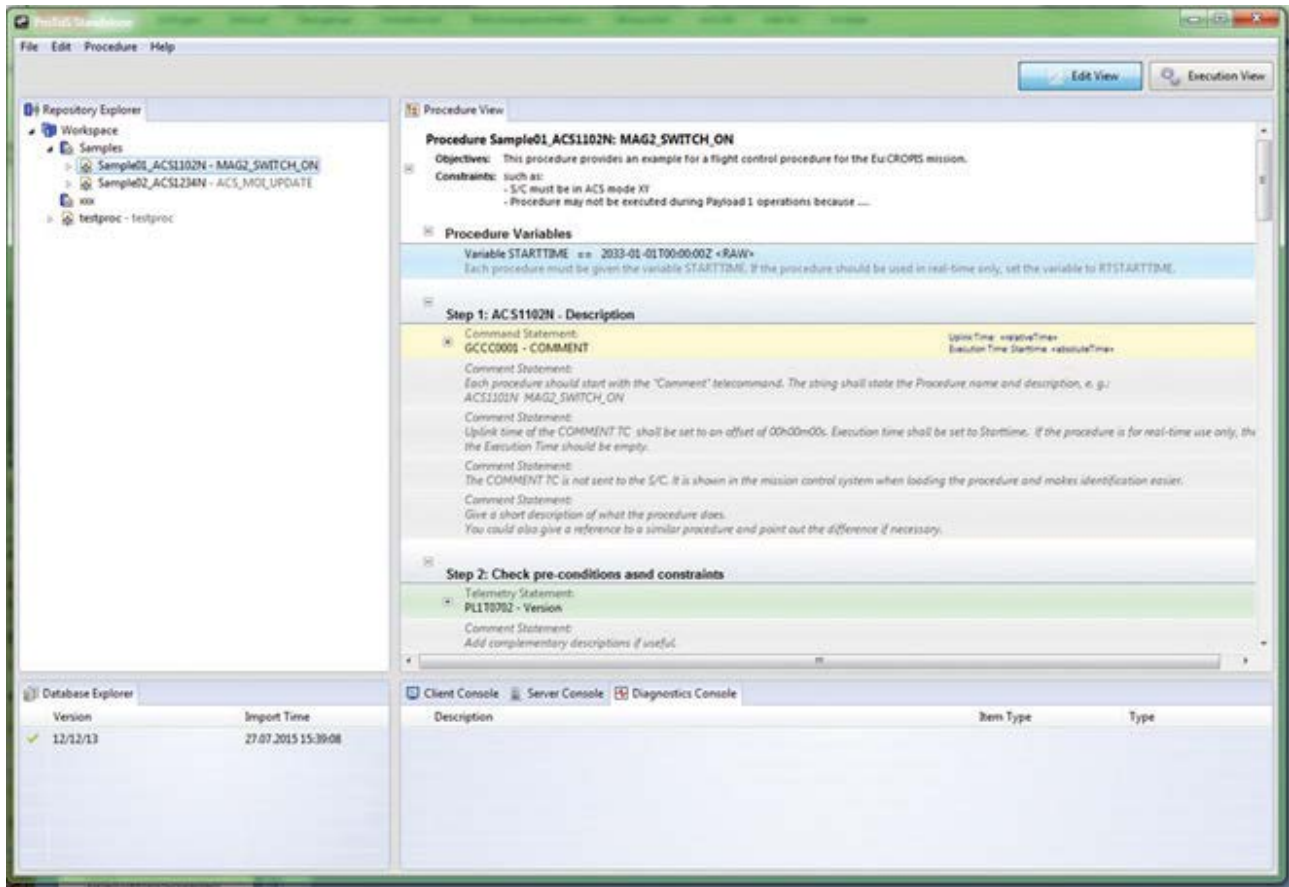 ProToS Standalone
File Edit Procedure Help
Edit View
Execution View
Repository Explorer
Workspace
Samples
Sample01_ACS1102N - MAG2_SWITCH_ON
Sample02_ACS1234N - ACS_MOI_UPDATE
xxx
testproc - testproc
Procedure View
Procedure Sample01_ACS1102N: MAG2_SWITCH_ON
Objectives: This procedure provides an example for a flight control procedure for the Eu:CROPIS mission.
Constraints: such as:
- S/C must be in ACS mode XY
- Procedure may not be executed during Payload 1 operations because ....
Procedure Variables
Variable STARTTIME == 2033-01-01T00:00:00Z <RAW>
Each procedure must be given the variable STARTTIME. If the procedure should be used in real-time only, set the variable to RTSTARTTIME.
Step 1: ACS1102N - Description
Command Statement:
GCCC0001 - COMMENT
Uplink Time: <relativeTime>
Execution Time: Starttime <absoluteTime>
Comment Statement:
Each procedure should start with the "Comment" telecommand. The string shall state the Procedure name and description, e. g.:
ACS1101N MAG2_SWITCH_ON
Comment Statement:
Uplink time of the COMMENT TC shall be set to an offset of 00h00m00s. Execution time shall be set to Starttime. If the procedure is for real-time use only, the
the Execution Time should be empty.
Comment Statement:
The COMMENT TC is not sent to the S/C. It is shown in the mission control system when loading the procedure and makes identification easier.
Comment Statement:
Give a short description of what the procedure does.
You could also give a reference to a similar procedure and point out the difference if necessary.
Step 2: Check pre-conditions asnd constraints
Telemetry Statement:
PL1T0702 - Version
Comment Statement:
Add complementary descriptions if useful.
Database Explorer
Version Import Time
12/12/13 27.07.2015 15:39:08
Client Console Server Console Diagnostics Console
Description Item Type Type